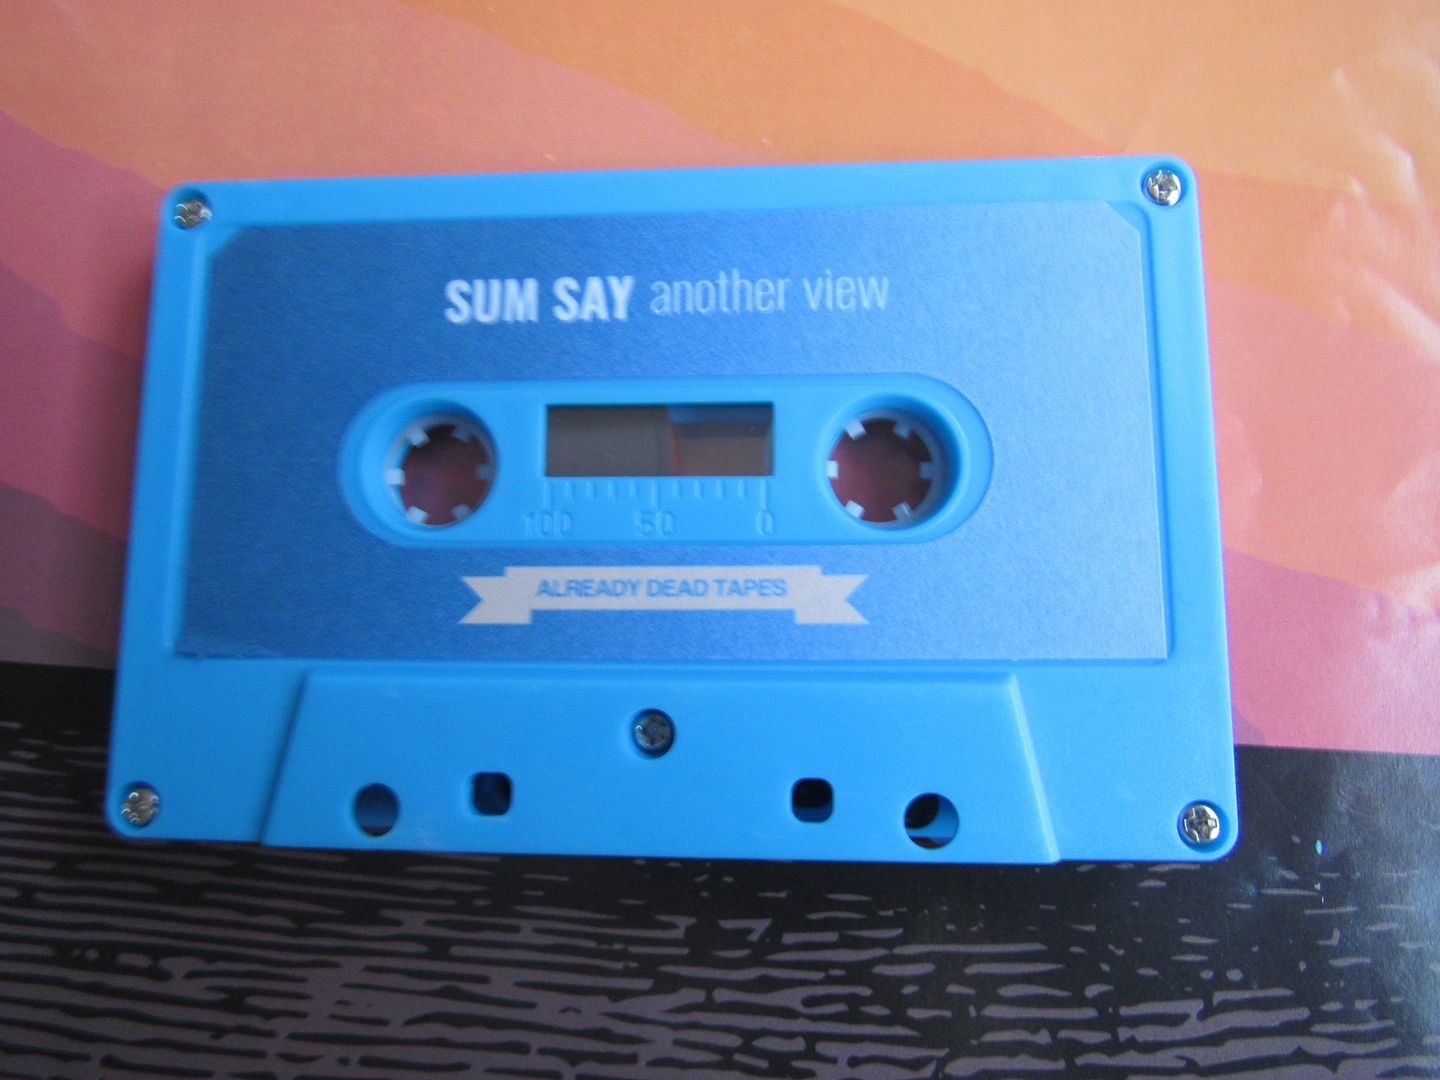 SUM SAY another view
100 50 0
ALREADY DEAD TAPES